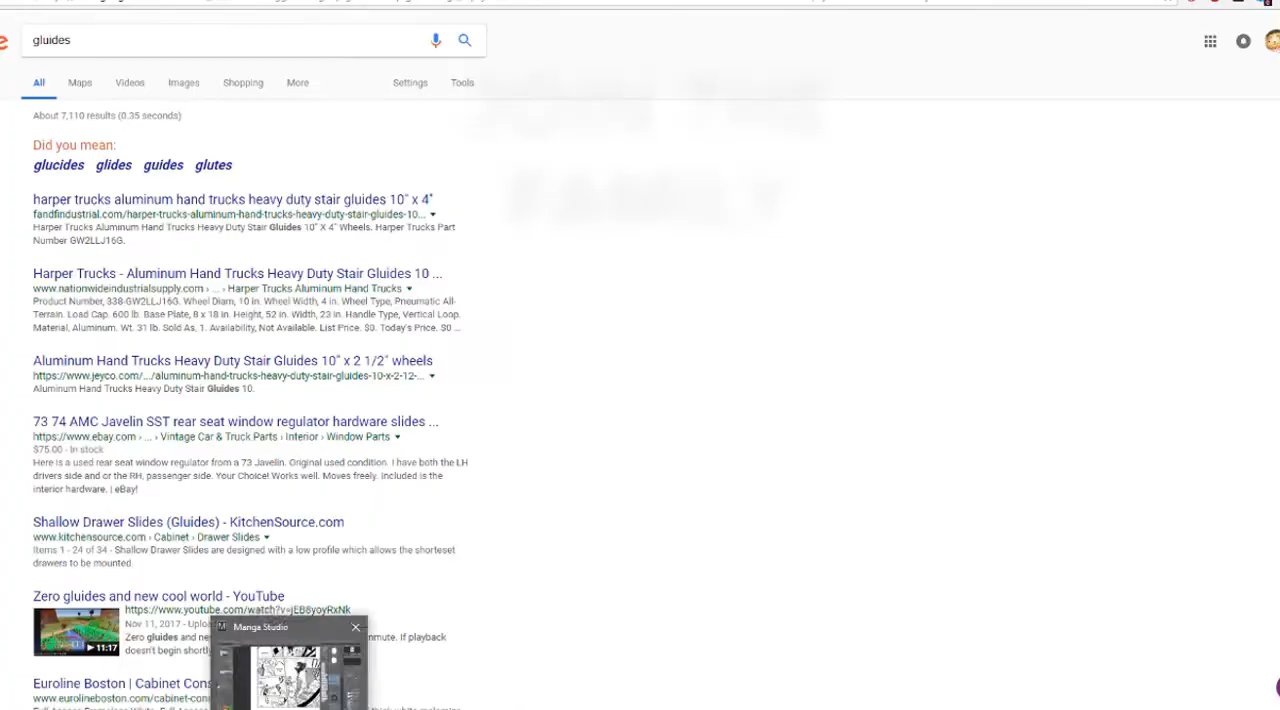 gluides
All Maps Videos Images Shopping More Settings Tools
About 7,110 results (0.35 seconds)
Did you mean:
glucides glides guides glutes
harper trucks aluminum hand trucks heavy duty stair gluides 10" x 4"
fandfindustrial.com/harper-trucks-aluminum-hand-trucks-heavy-duty-stair-gluides-10...
Harper Trucks Aluminum Hand Trucks Heavy Duty Stair Gluides 10" X 4" Wheels. Harper Trucks Part
Number GW2LLJ16G.
Harper Trucks - Aluminum Hand Trucks Heavy Duty Stair Gluides 10 ...
www.nationwideindustrialsupply.com › ... › Harper Trucks Aluminum Hand Trucks
Product Number, 338-GW2LLJ16G. Wheel Diam, 10 in. Wheel Width, 4 in. Wheel Type, Pneumatic All-
Terrain. Load Cap. 600 lb. Base Plate, 8 x 18 in. Height, 52 in. Width, 23 in. Handle Type, Vertical Loop.
Material, Aluminum. Wt. 31 lb. Sold As, 1. Availability, Not Available. List Price. $0. Today's Price. $0 ...
Aluminum Hand Trucks Heavy Duty Stair Gluides 10" x 2 1/2" wheels
https://www.jeyco.com/.../aluminum-hand-trucks-heavy-duty-stair-gluides-10-x-2-12-...
Aluminum Hand Trucks Heavy Duty Stair Gluides 10.
73 74 AMC Javelin SST rear seat window regulator hardware slides ...
https://www.ebay.com › ... › Vintage Car & Truck Parts › Interior › Window Parts
$75.00 - In stock
Here is a used rear seat window regulator from a 73 Javelin. Original used condition. I have both the LH
drivers side and or the RH, passenger side. Your Choice! Works well. Moves freely. Included is the
interior hardware. | eBay!
Shallow Drawer Slides (Gluides) - KitchenSource.com
www.kitchensource.com › Cabinet › Drawer Slides
Items 1 - 24 of 34 - Shallow Drawer Slides are designed with a low profile which allows the shorteset
drawers to be mounted.
Zero gluides and new cool world - YouTube
https://www.youtube.com/watch?v=jEB8yoyRxNk
Nov 11, 2017 - Uplo
Zero gluides and ne
mute. If playback
doesn't begin shortl
11:17
Manga Studio
Euroline Boston | Cabinet Con
www.eurolineboston.com/cabinet-con